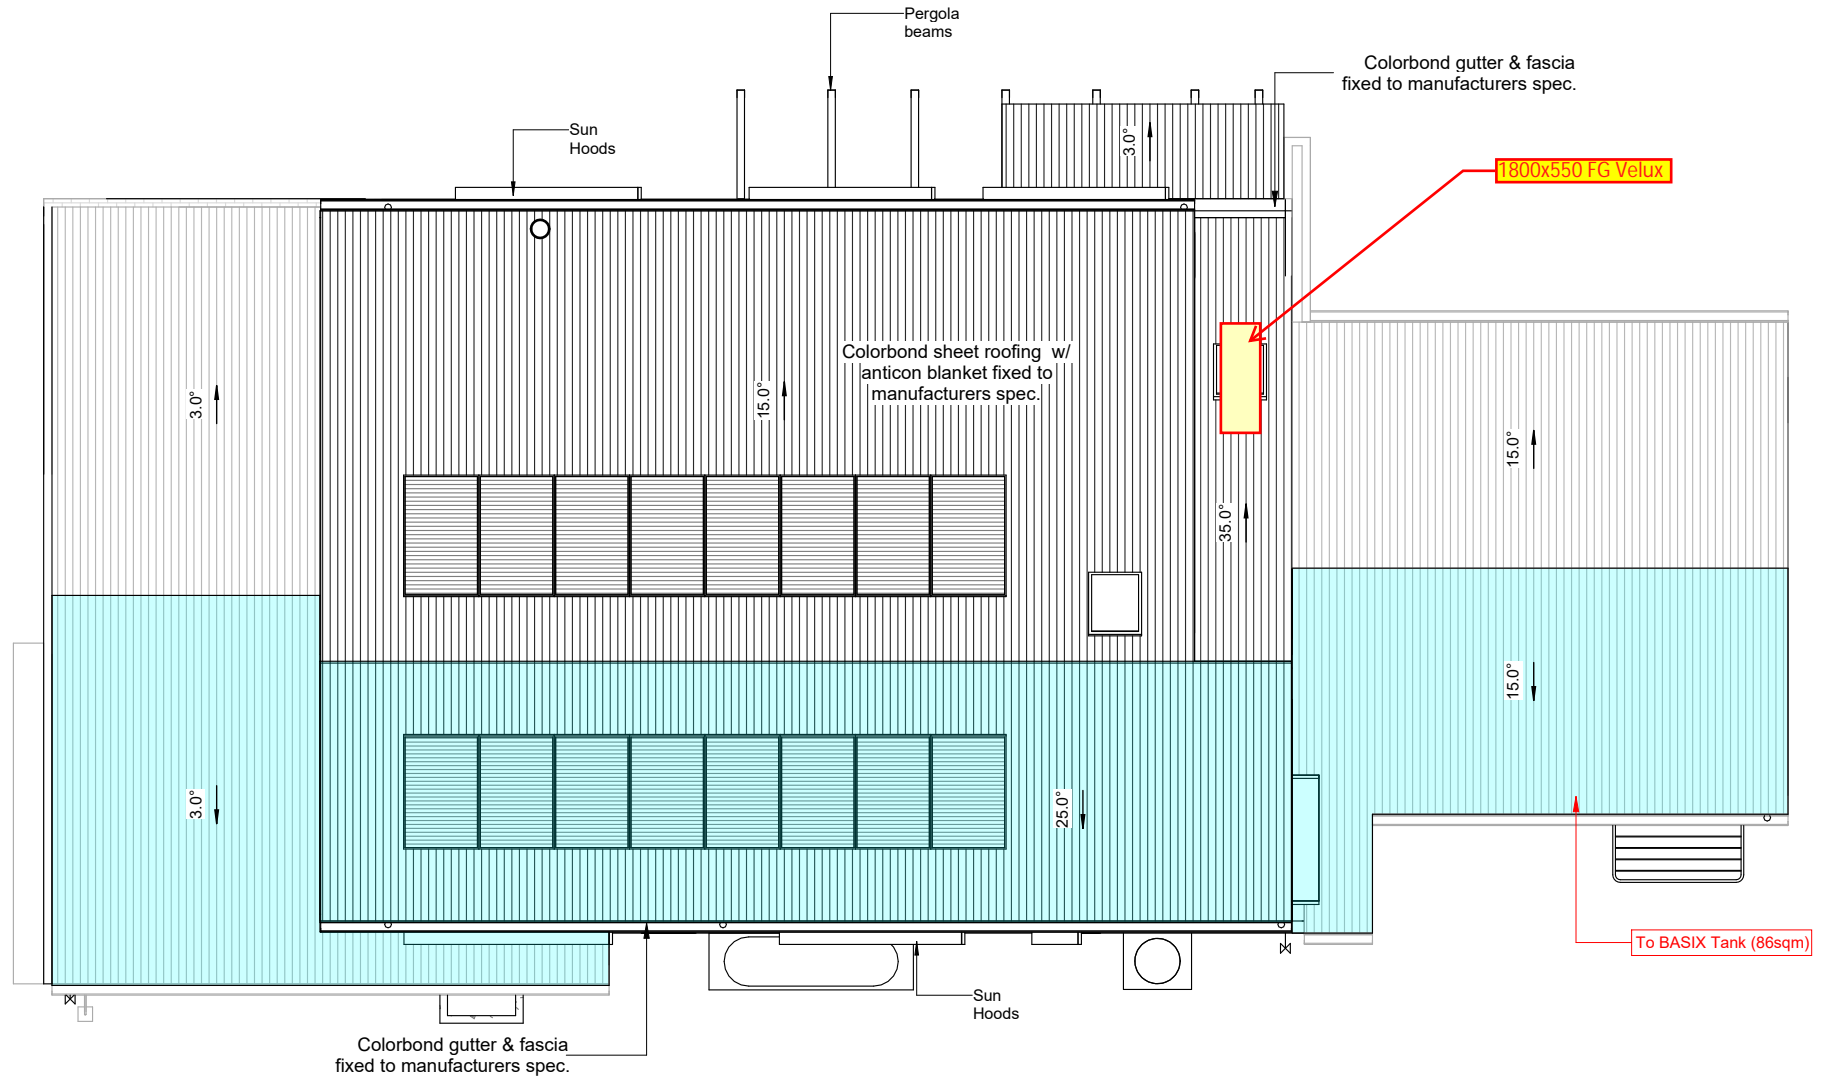 Pergola
beams
Colorbond gutter & fascia
fixed to manufacturers spec.
Sun
Hoods
3.0°
1800x550 FG Velux
Colorbond sheet roofing w/
anticon blanket fixed to
manufacturers spec.
3.0°
15.0°
15.0°
35.0°
15.0°
3.0°
25.0°
To BASIX Tank (86sqm)
Sun
Hoods
Colorbond gutter & fascia
fixed to manufacturers spec.